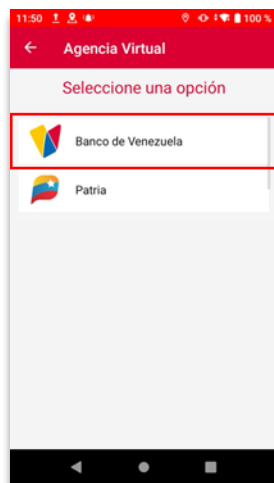 11:50 100 %
Agencia Virtual
Seleccione una opción
Banco de Venezuela
Patria